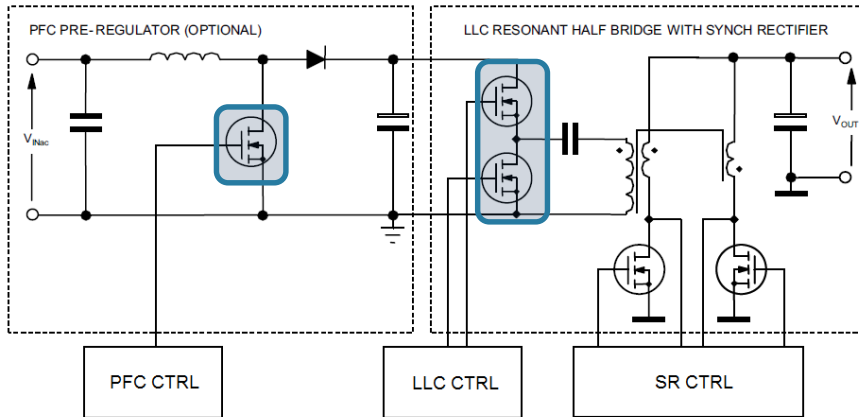 PFC PRE-REGULATOR (OPTIONAL)
LLC RESONANT HALF BRIDGE WITH SYNCH RECTIFIER
VINac
VOUT
PFC CTRL
LLC CTRL
SR CTRL